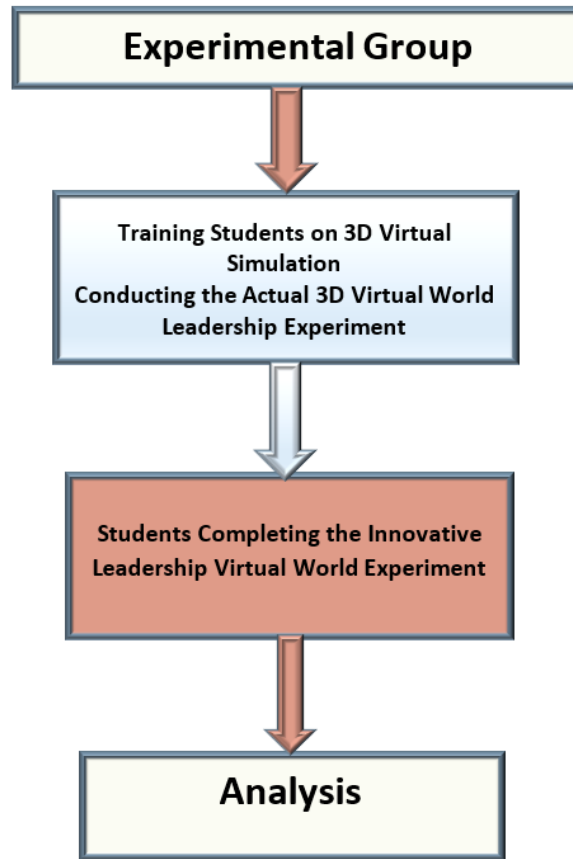 Experimental Group
Training Students on 3D Virtual
Simulation
Conducting the Actual 3D Virtual World
Leadership Experiment
Students Completing the Innovative
Leadership Virtual World Experiment
Analysis